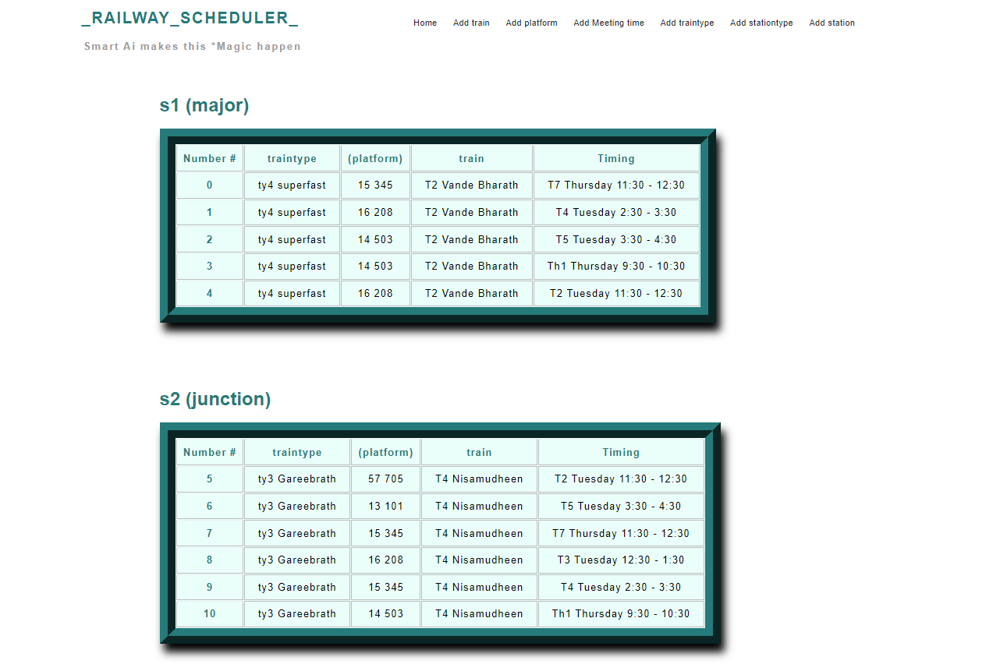 _RAILWAY_SCHEDULER_
Home Add train Add platform Add Meeting time Add traintype Add stationtype Add station
Smart Ai makes this *Magic happen
s1 (major)
Number # traintype (platform) train Timing
0 ty4 superfast 15 345 T2 Vande Bharath T7 Thursday 11:30 - 12:30
1 ty4 superfast 16 208 T2 Vande Bharath T4 Tuesday 2:30 - 3:30
2 ty4 superfast 14 503 T2 Vande Bharath T5 Tuesday 3:30 - 4:30
3 ty4 superfast 14 503 T2 Vande Bharath Th1 Thursday 9:30 - 10:30
4 ty4 superfast 16 208 T2 Vande Bharath T2 Tuesday 11:30 - 12:30
s2 (junction)
Number # traintype (platform) train Timing
5 ty3 Gareebrath 57 705 T4 Nisamudheen T2 Tuesday 11:30 - 12:30
6 ty3 Gareebrath 13 101 T4 Nisamudheen T5 Tuesday 3:30 - 4:30
7 ty3 Gareebrath 15 345 T4 Nisamudheen T7 Thursday 11:30 - 12:30
8 ty3 Gareebrath 16 208 T4 Nisamudheen T3 Tuesday 12:30 - 1:30
9 ty3 Gareebrath 15 345 T4 Nisamudheen T4 Tuesday 2:30 - 3:30
10 ty3 Gareebrath 14 503 T4 Nisamudheen Th1 Thursday 9:30 - 10:30